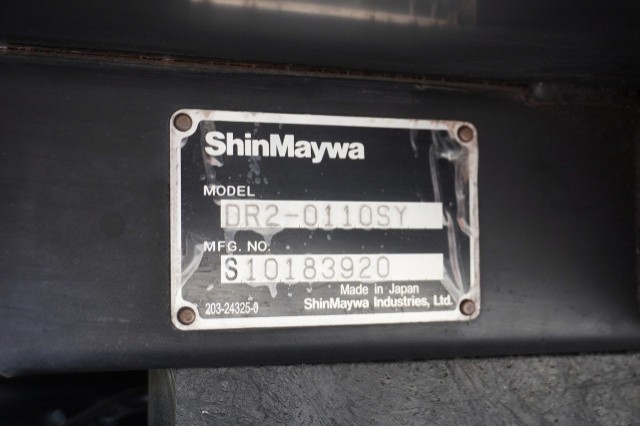 ShinMaywa
MODEL
DR2-0110SY
MFG. NO.
S10183920
Made in Japan
203-24325-0
ShinMaywa Industries, Ltd.